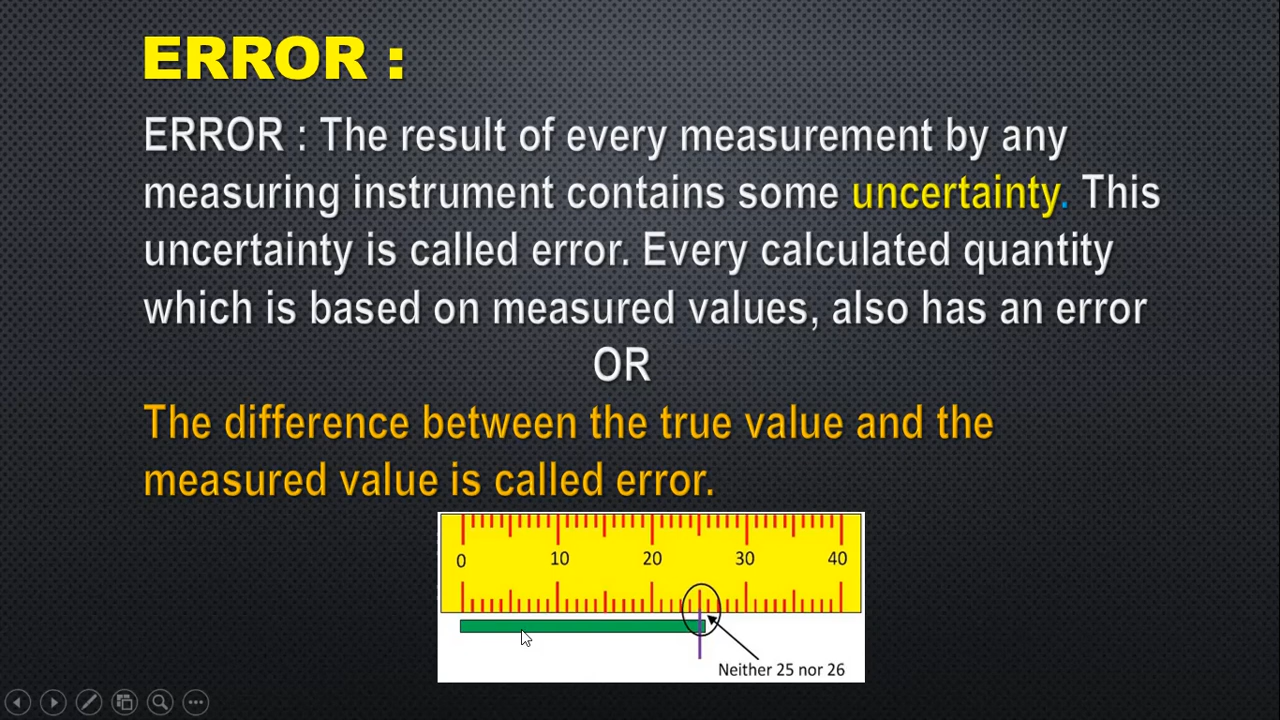 ERROR :
ERROR : The result of every measurement by any
measuring instrument contains some uncertainty. This
uncertainty is called error. Every calculated quantity
which is based on measured values, also has an error
OR
The difference between the true value and the
measured value is called error.
0 10 20 30 40
Neither 25 nor 26